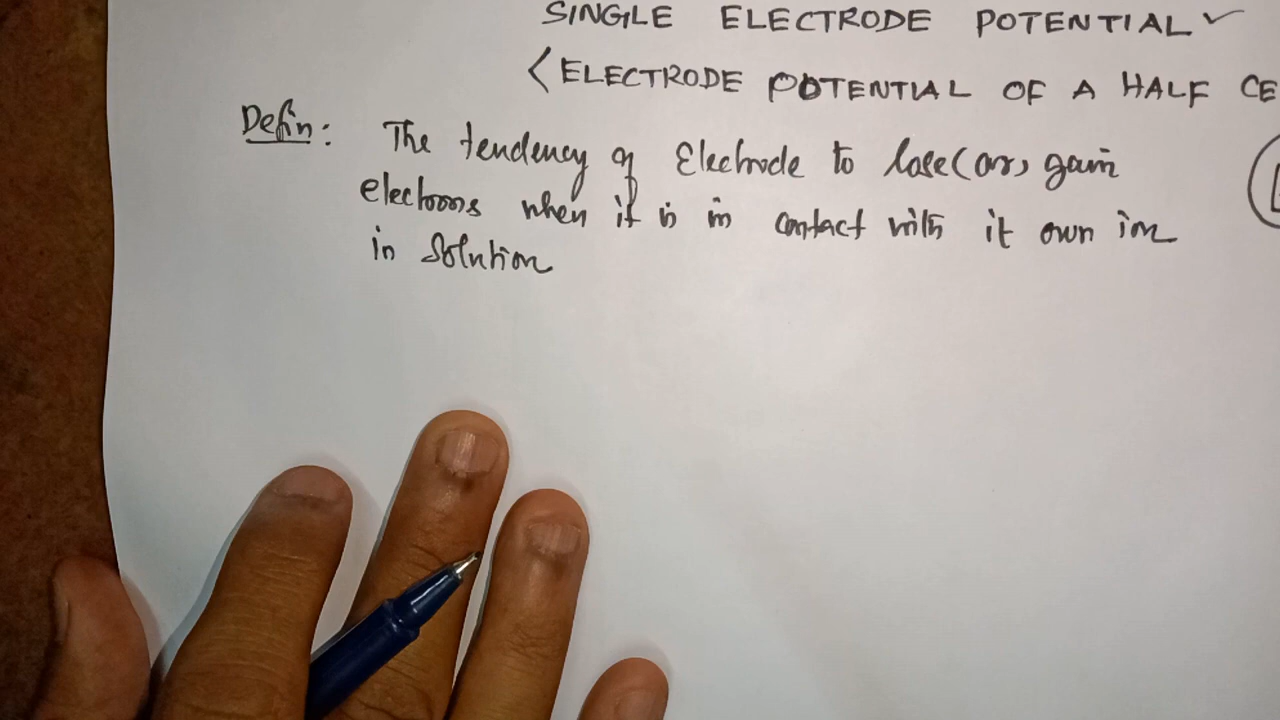 SINGLE ELECTRODE POTENTIAL ✓
(ELECTRODE POTENTIAL OF A HALF CE
Defin: The tendency of Electrode to lose (or) gain
electrons when it is in contact with it own ion
in Solution